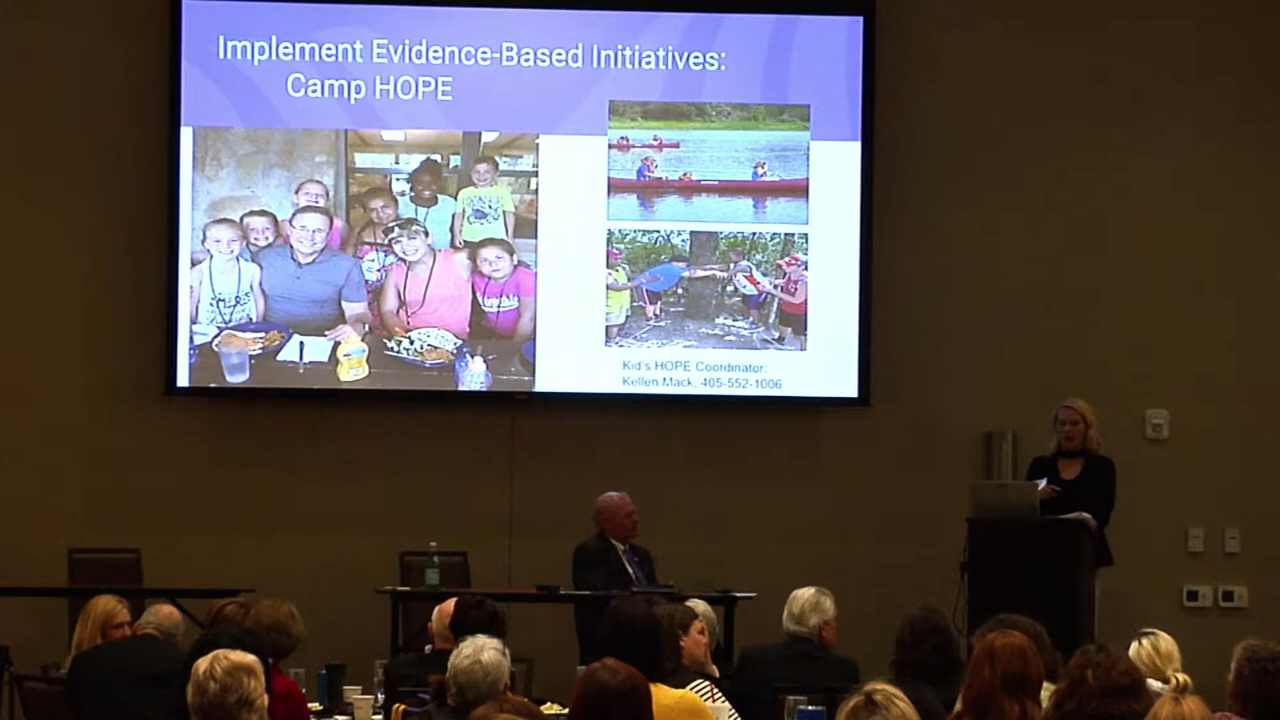 Implement Evidence-Based Initiatives:
Camp HOPE
Kid's HOPE Coordinator:
Kellen Mack, 405-552-1006